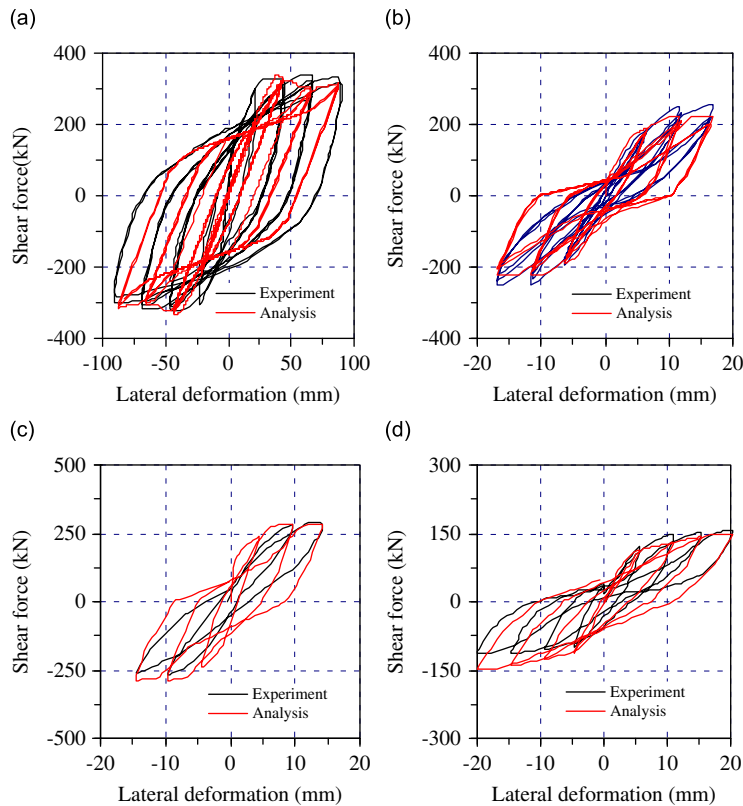 (a)
400
200
0
-200
-400
Shear force(kN)
Experiment
Analysis
-100
-50
0
50
100
Lateral deformation (mm)
(b)
400
200
0
-200
-400
Shear force (kN)
Experiment
Analysis
-20
-10
0
10
20
Lateral deformation (mm)
(c)
500
250
0
-250
-500
Shear force (kN)
Experiment
Analysis
-20
-10
0
10
20
Lateral deformation (mm)
(d)
300
150
0
-150
-300
Shear force (kN)
Experiment
Analysis
-20
-10
0
10
20
Lateral deformation (mm)